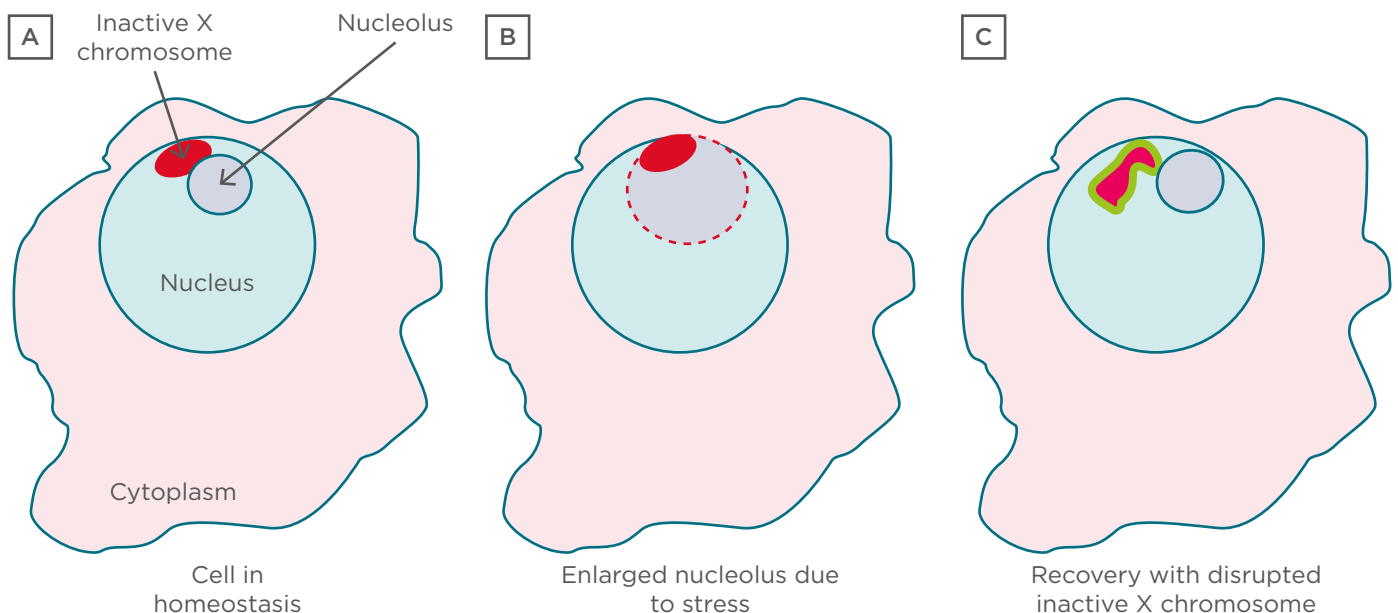 A
Inactive X
chromosome
Nucleolus
B
C
Nucleus
Cytoplasm
Cell in
homeostasis
Enlarged nucleolus due
to stress
Recovery with disrupted
inactive X chromosome